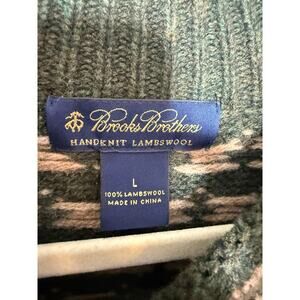 Brooks Brothers
HANDKNIT LAMBSWOOL
L
100% LAMBSWOOL
MADE IN CHINA